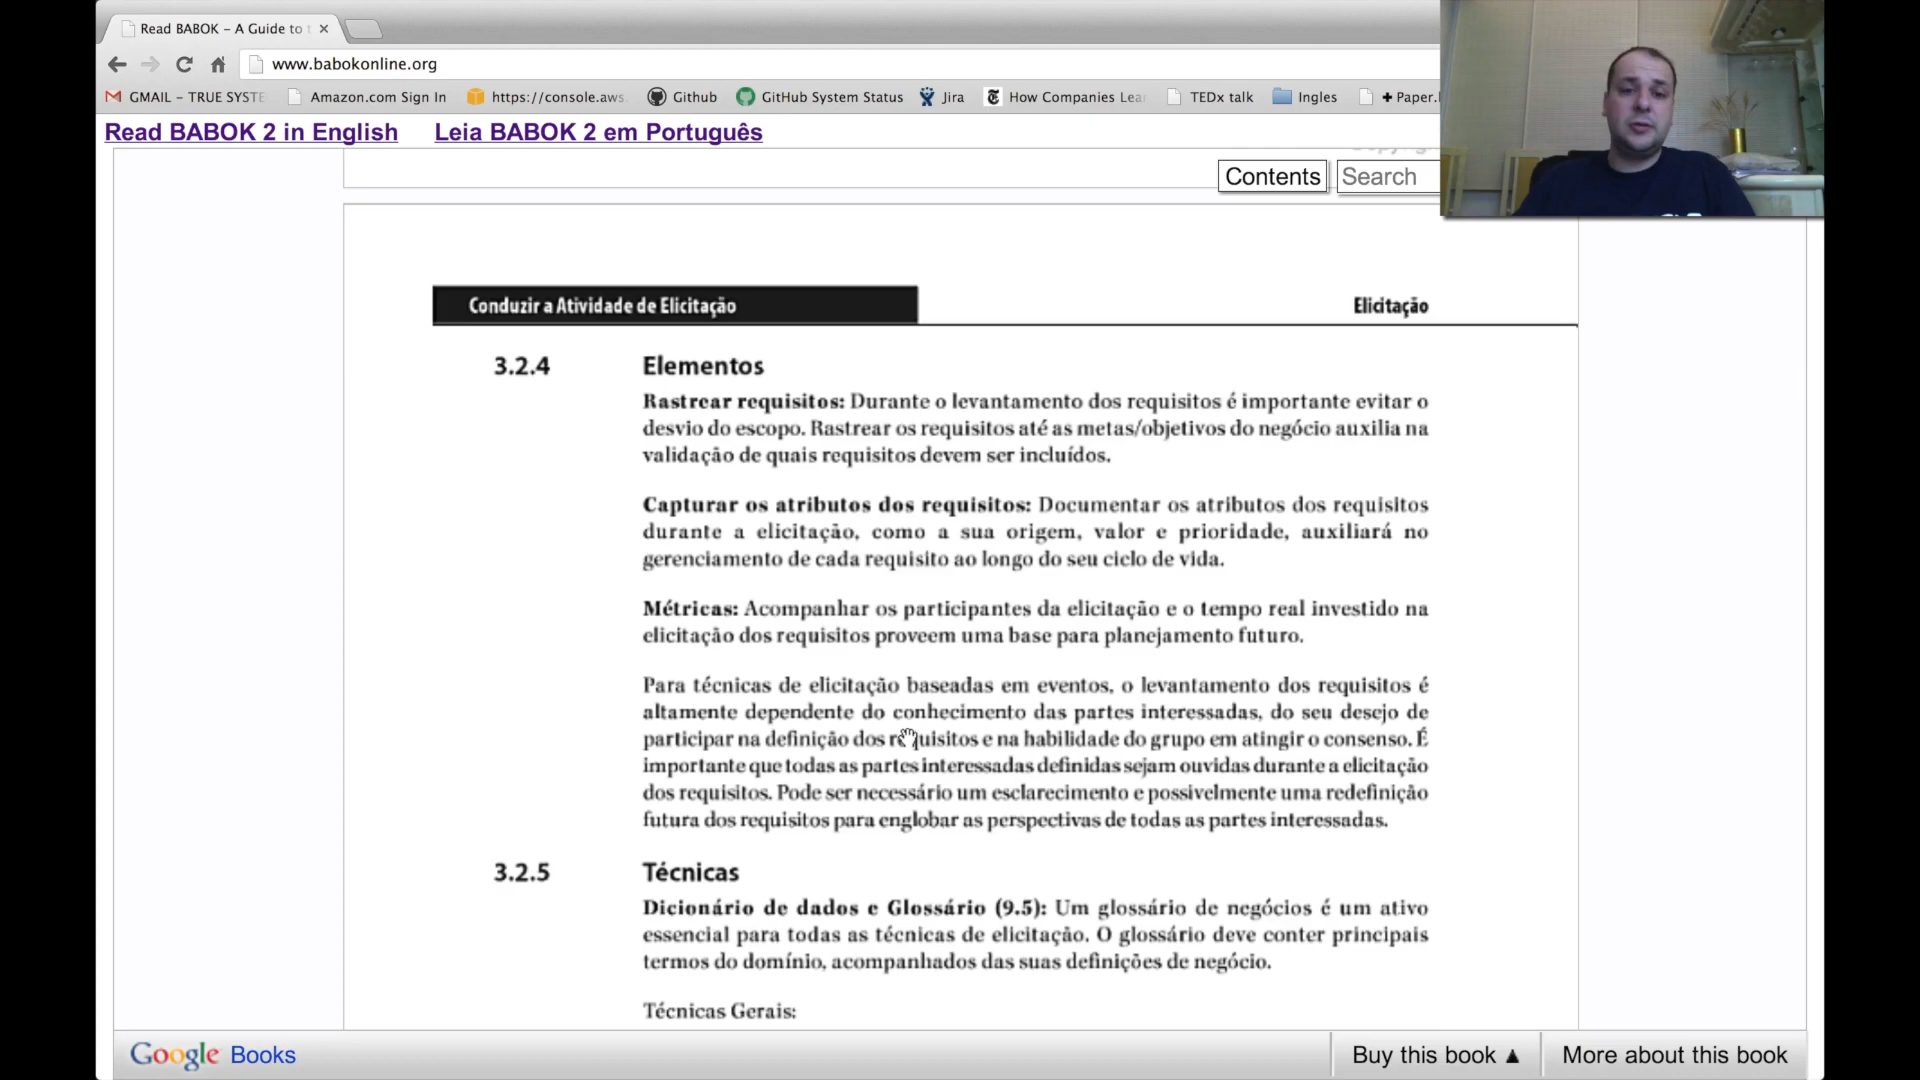 Read BABOK – A Guide to t
www.babokonline.org
GMAIL – TRUE SYSTE Amazon.com Sign In https://console.aws. Github GitHub System Status Jira How Companies Lea TEDx talk Ingles + Paper.
Read BABOK 2 in English Leia BABOK 2 em Português
Contents Search
Conduzir a Atividade de Elicitação Elicitação
3.2.4 Elementos
Rastrear requisitos: Durante o levantamento dos requisitos é importante evitar o
desvio do escopo. Rastrear os requisitos até as metas/objetivos do negócio auxilia na
validação de quais requisitos devem ser incluídos.
Capturar os atributos dos requisitos: Documentar os atributos dos requisitos
durante a elicitação, como a sua origem, valor e prioridade, auxiliará no
gerenciamento de cada requisito ao longo do seu ciclo de vida.
Métricas: Acompanhar os participantes da elicitação e o tempo real investido na
elicitação dos requisitos proveem uma base para planejamento futuro.
Para técnicas de elicitação baseadas em eventos, o levantamento dos requisitos é
altamente dependente do conhecimento das partes interessadas, do seu desejo de
participar na definição dos requisitos e na habilidade do grupo em atingir o consenso. É
importante que todas as partes interessadas definidas sejam ouvidas durante a elicitação
dos requisitos. Pode ser necessário um esclarecimento e possivelmente uma redefinição
futura dos requisitos para englobar as perspectivas de todas as partes interessadas.
3.2.5 Técnicas
Dicionário de dados e Glossário (9.5): Um glossário de negócios é um ativo
essencial para todas as técnicas de elicitação. O glossário deve conter principais
termos do domínio, acompanhados das suas definições de negócio.
Técnicas Gerais:
Google Books Buy this book ▲ More about this book